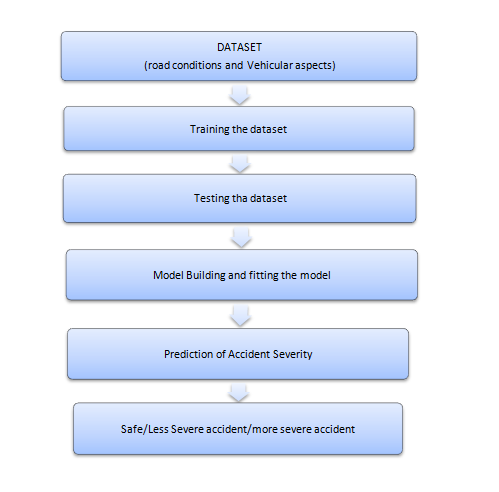 DATASET
(road conditions and Vehicular aspects)
Training the dataset
Testing tha dataset
Model Building and fitting the model
Prediction of Accident Severity
Safe/Less Severe accident/more severe accident